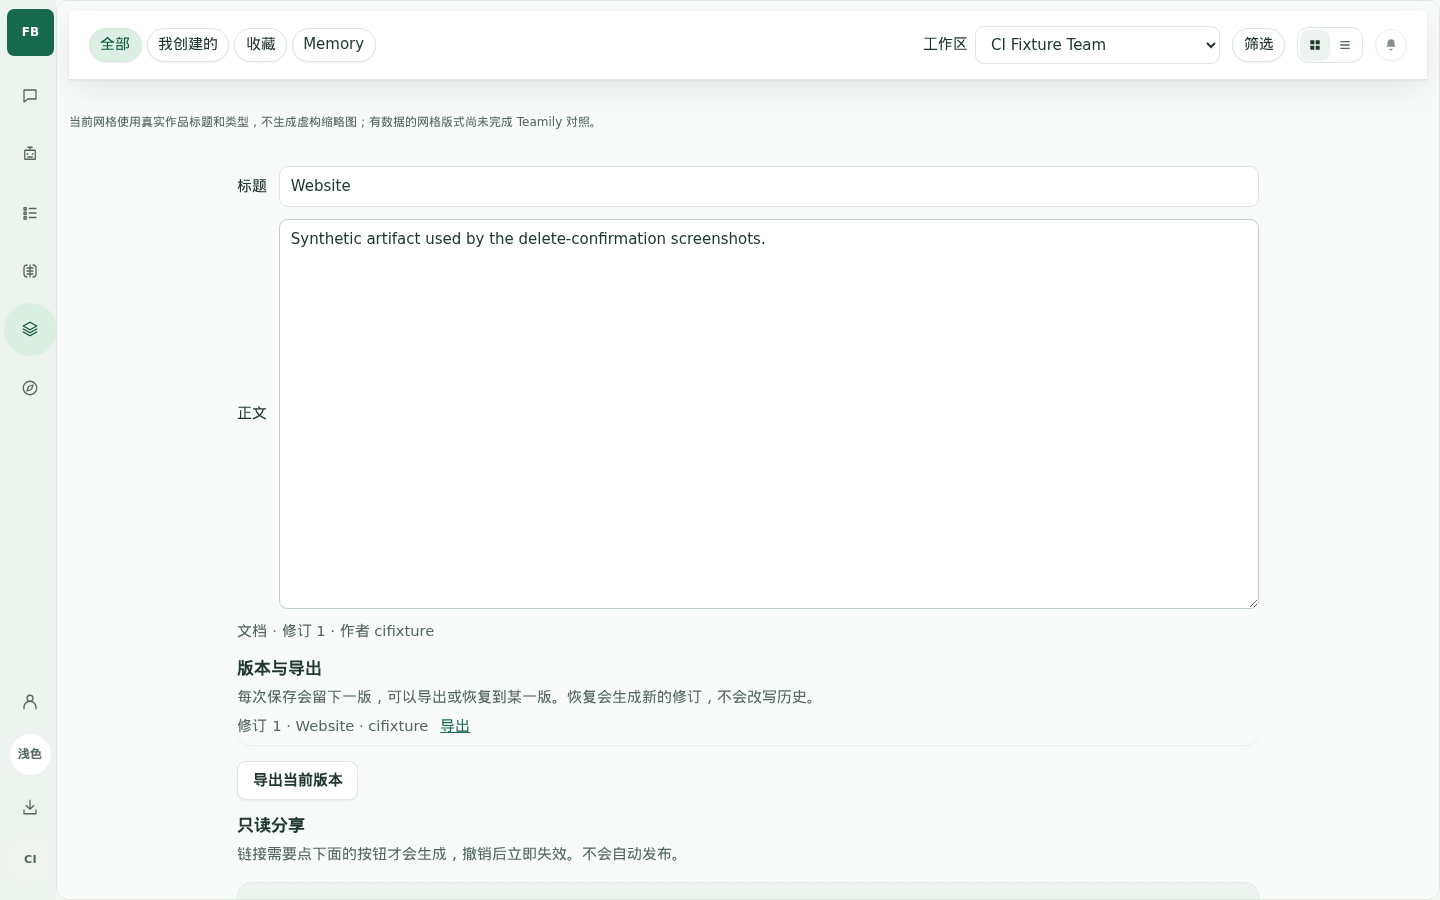 FB
全部 我创建的 收藏 Memory 工作区 CI Fixture Team 筛选
当前网格使用真实作品标题和类型，不生成虚构缩略图；有数据的网格版式尚未完成 Teamily 对照。
标题 Website
正文 Synthetic artifact used by the delete-confirmation screenshots.
文档 · 修订 1 · 作者 cifixture
版本与导出
每次保存会留下一版，可以导出或恢复到某一版。恢复会生成新的修订，不会改写历史。
修订 1 · Website · cifixture 导出
导出当前版本
只读分享
链接需要点下面的按钮才会生成，撤销后立即失效。不会自动发布。
浅色
CI